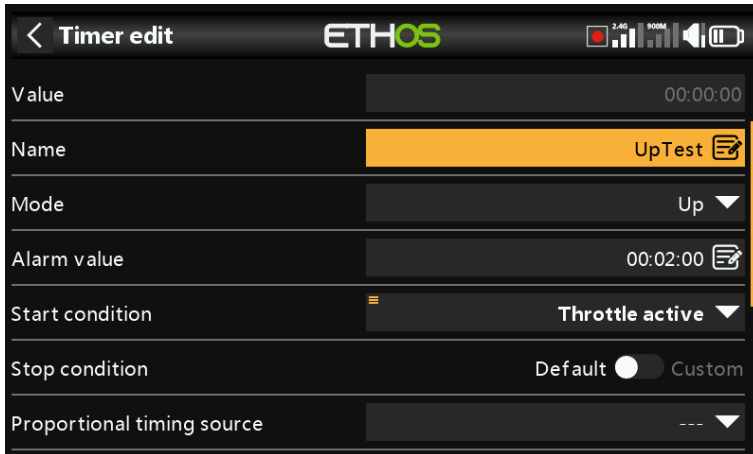 Timer edit ETHOS 2.4G 900M
Value 00:00:00
Name UpTest
Mode Up
Alarm value 00:02:00
Start condition Throttle active
Stop condition Default Custom
Proportional timing source ---